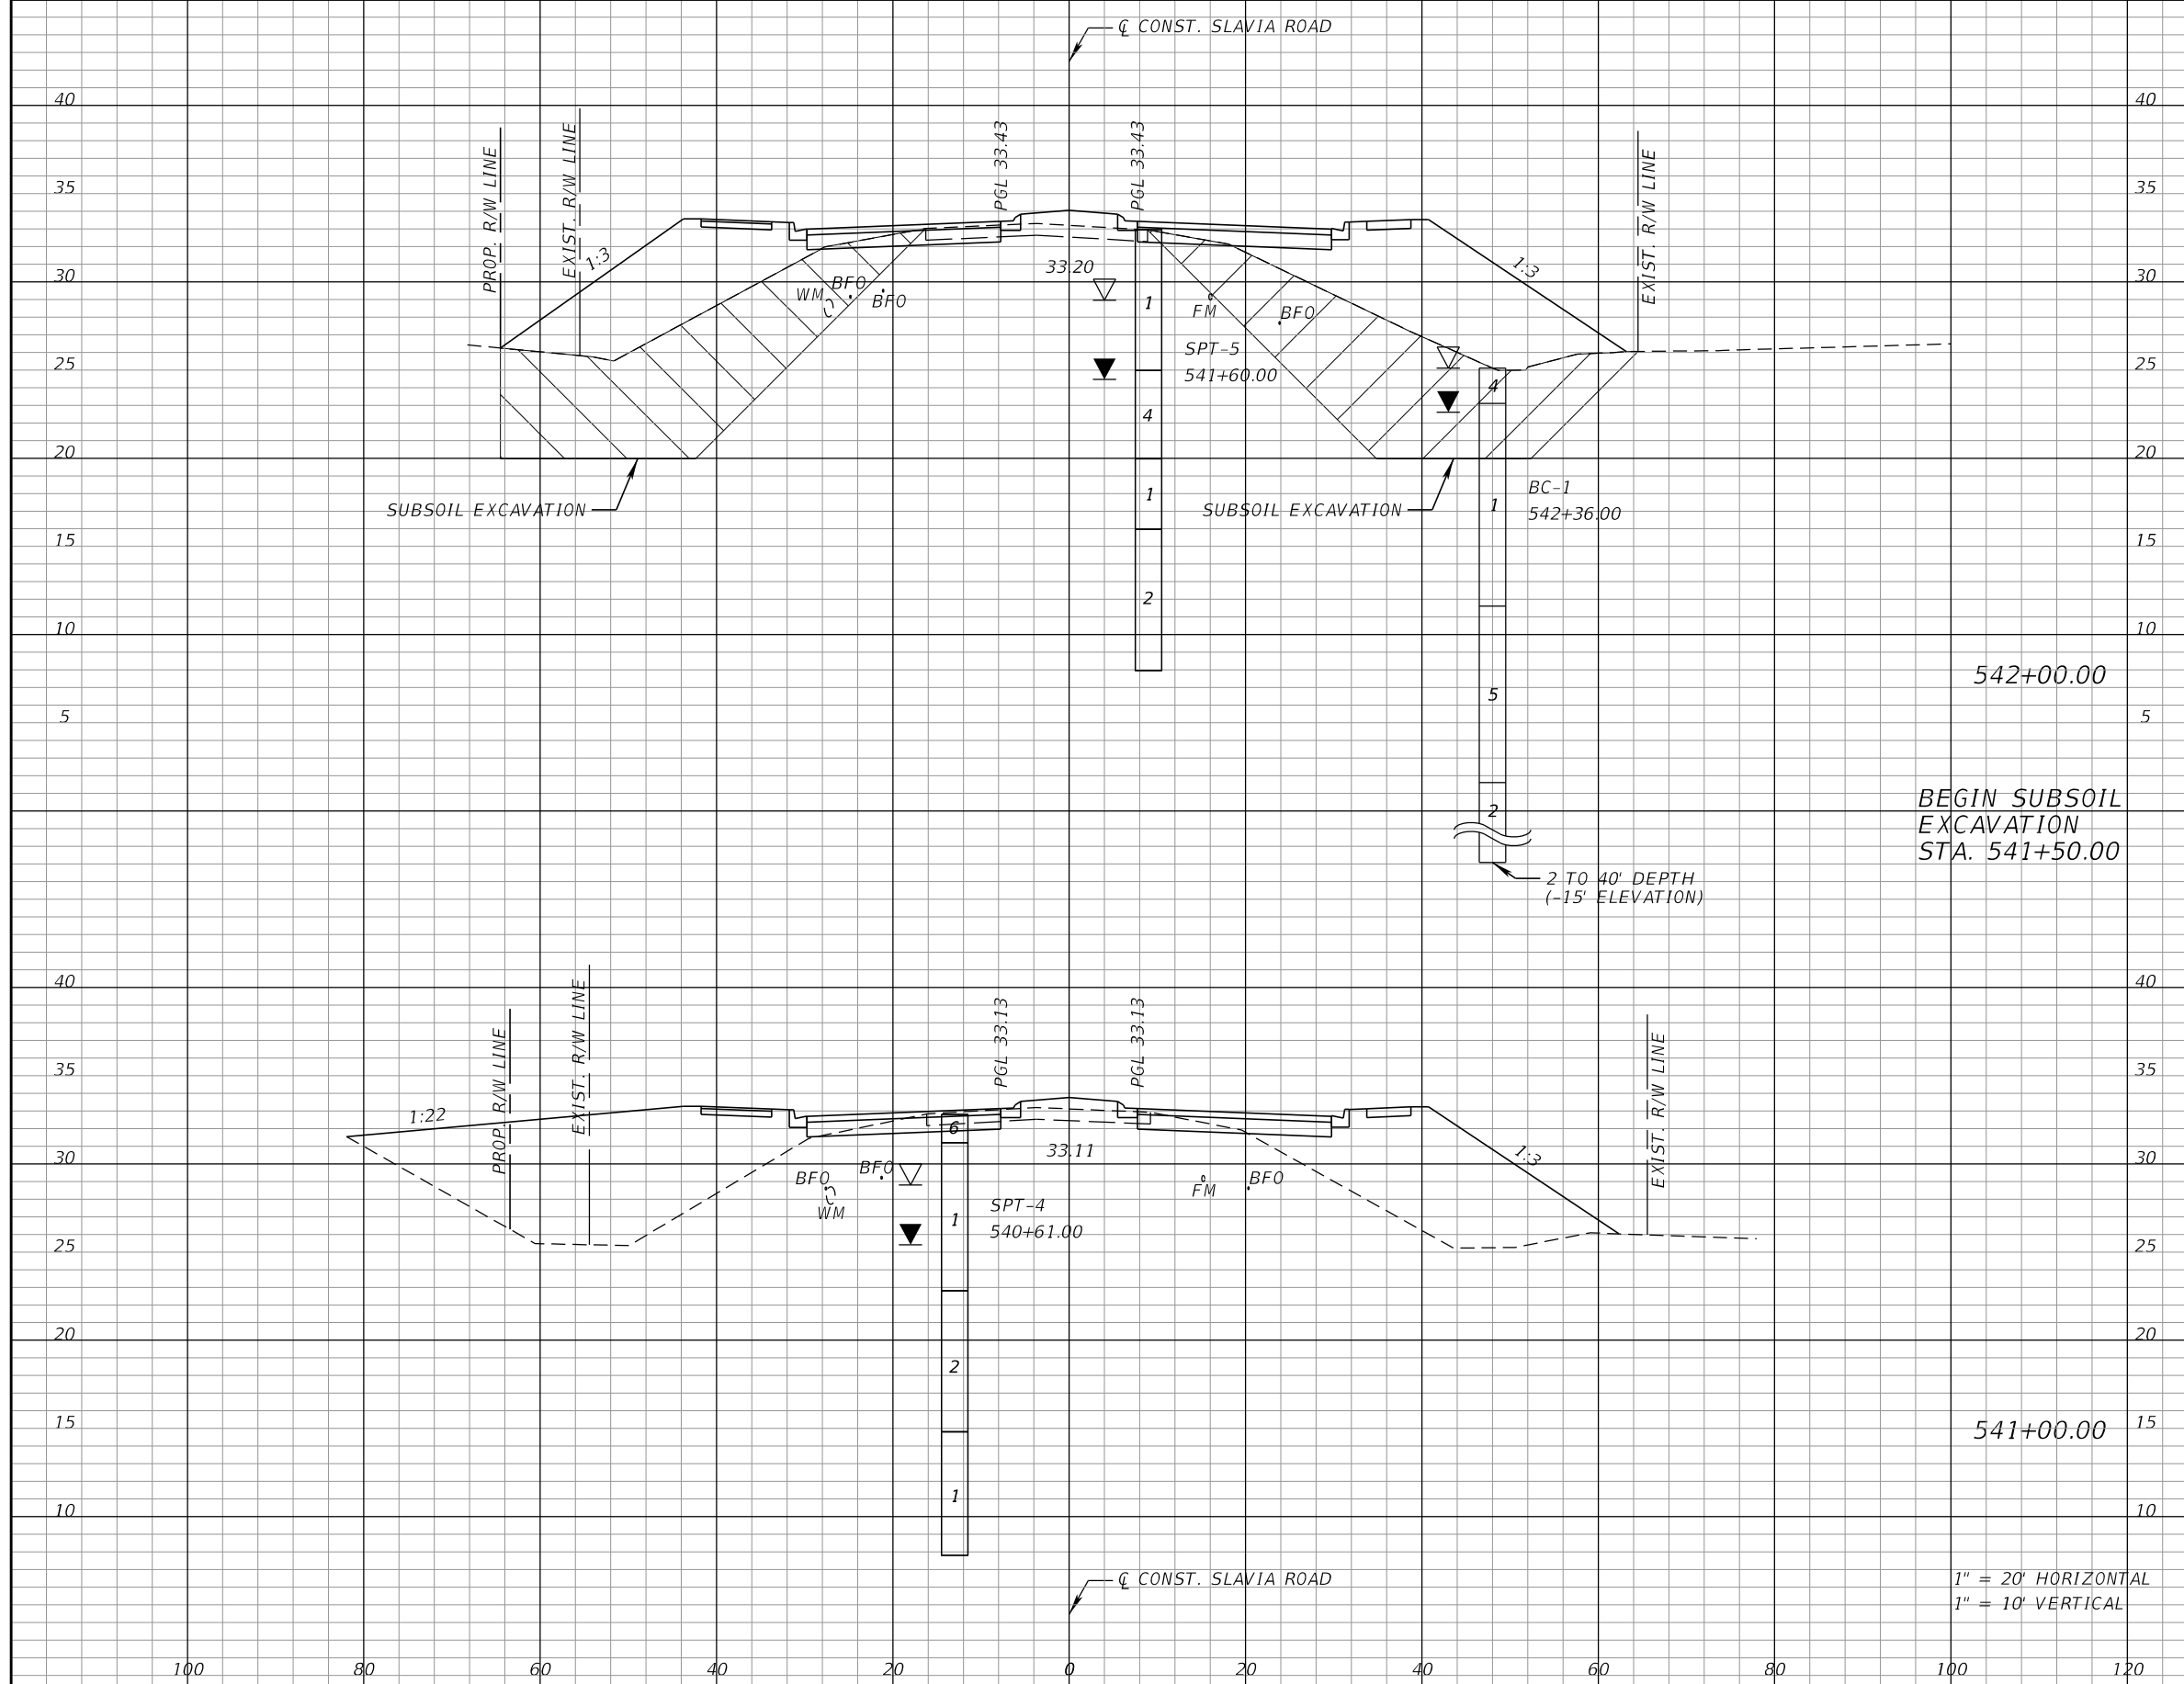 ℄ CONST. SLAVIA ROAD
40
40
PROP. R/W LINE
EXIST. R/W LINE
PGL 33.43
PGL 33.43
EXIST. R/W LINE
35
35
1:3
1:3
33.20
30
30
WM
BFO
BFO
1
FM
BFO
SPT-5
541+60.00
25
25
4
4
20
20
SUBSOIL EXCAVATION
1
SUBSOIL EXCAVATION
1
BC-1
542+36.00
15
15
2
10
10
542+00.00
5
5
5
BEGIN SUBSOIL
EXCAVATION
STA. 541+50.00
2
2 TO 40' DEPTH
(-15' ELEVATION)
40
40
PROP. R/W LINE
EXIST. R/W LINE
PGL 33.13
PGL 33.13
EXIST. R/W LINE
35
35
1:22
6
33.11
1:3
30
30
BFO
BFO
WM
FM
BFO
SPT-4
540+61.00
1
25
25
20
20
2
15
15
541+00.00
1
10
10
℄ CONST. SLAVIA ROAD
1" = 20' HORIZONTAL
1" = 10' VERTICAL
100 80 60 40 20 0 20 40 60 80 100 120